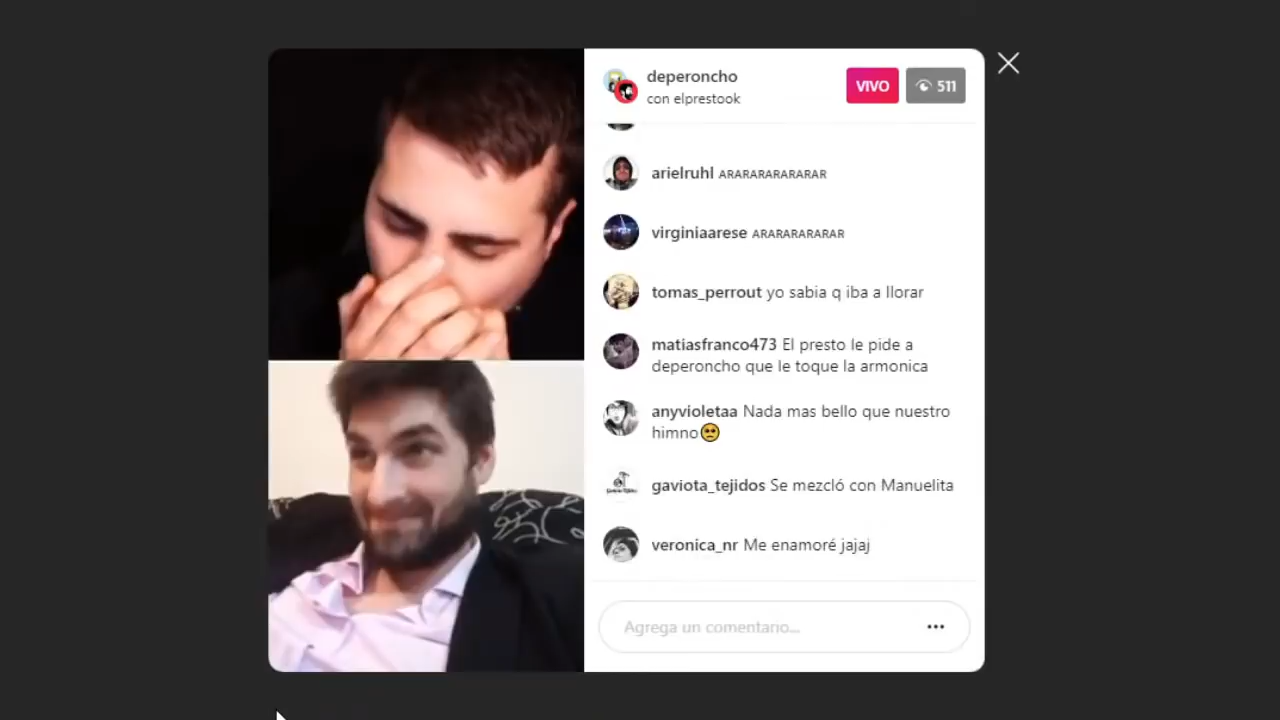 deperoncho
con elprestook
VIVO
511
arielruhl ARARARARARARAR
virginiaarese ARARARARARAR
tomas_perrout yo sabia q iba a llorar
matiasfranco473 El presto le pide a
deperoncho que le toque la armonica
anyvioletaa Nada mas bello que nuestro
himno🥺
gaviota_tejidos Se mezcló con Manuelita
veronica_nr Me enamoré jajaj
Agrega un comentario...